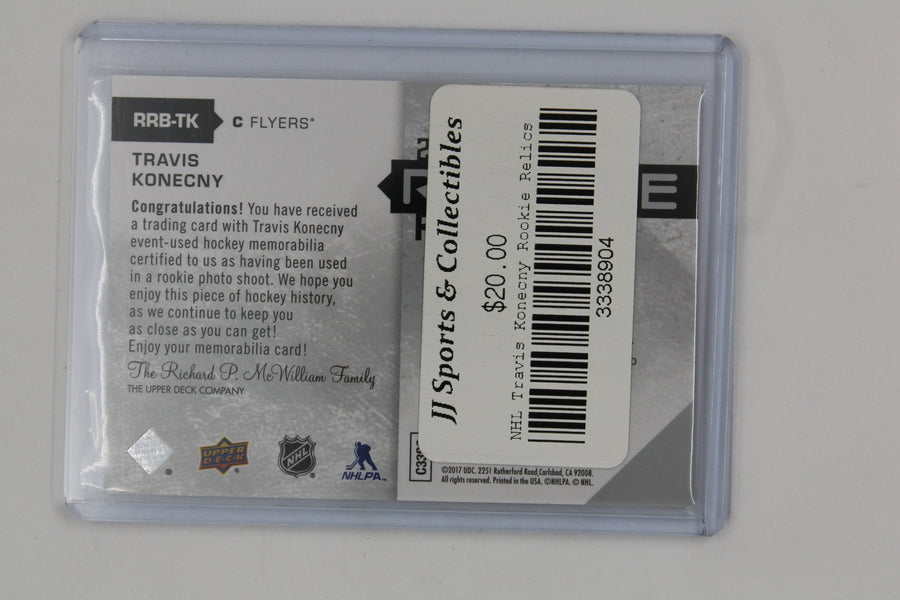 RRB-TK
C FLYERS*
TRAVIS
KONECNY
Congratulations! You have received
a trading card with Travis Konecny
event-used hockey memorabilia
certified to us as having been used
in a rookie photo shoot. We hope you
enjoy this piece of hockey history,
as we continue to keep you
as close as you can get!
Enjoy your memorabilia card!
The Richard P. McWilliam Family
THE UPPER DECK COMPANY
UPPER
DECK
NHL
NHLPA
JJ Sports & Collectibles
$20.00
NHL Travis Konecny Rookie Relics
3338904
E
©2017 UDC. 2251 Rutherford Road, Carlsbad, CA 92008.
All rights reserved. Printed in the USA. ©NHLPA. © NHL.